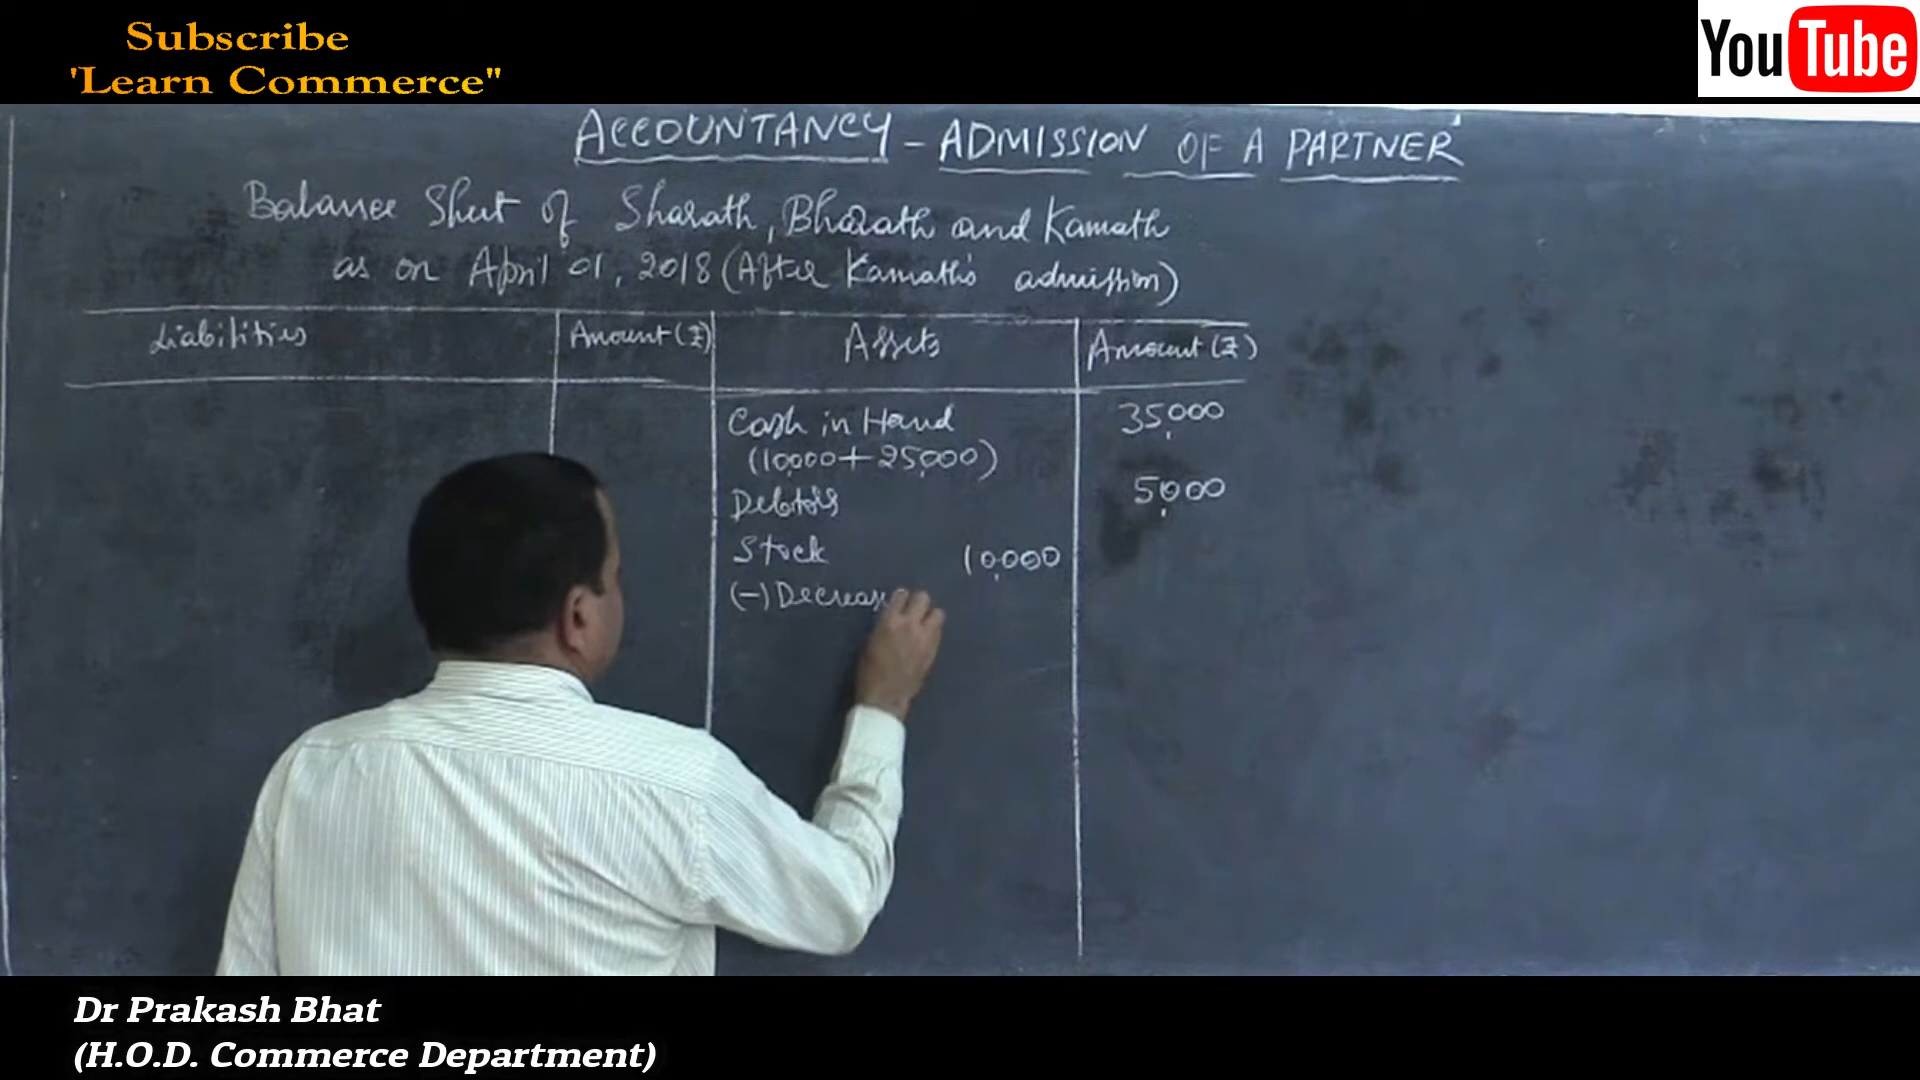 Subscribe
'Learn Commerce"
YouTube
ACCOUNTANCY - ADMISSION OF A PARTNER
Balance Sheet of Sharath, Bharath and Kamath
as on April 01, 2018 (After Kamath's admission)
Liabilities Amount (₹) Assets Amount (₹)
Cash in Hand 35,000
(10,000 + 25,000)
Debtors 5,000
Stock 10,000
(-) Decrease
Dr Prakash Bhat
(H.O.D. Commerce Department)